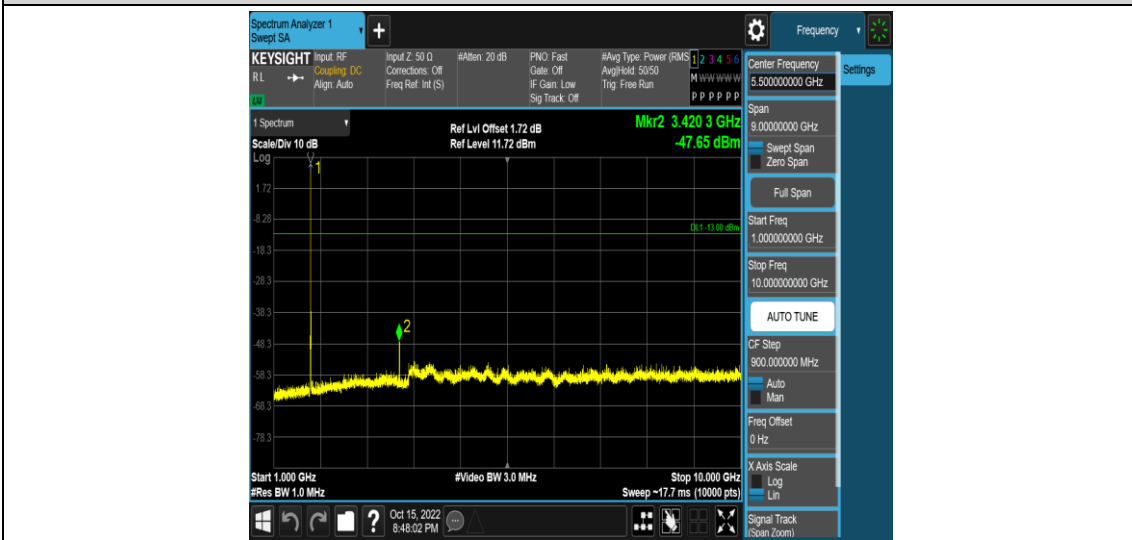 Spectrum Analyzer 1
Swept SA
+
Frequency
KEYSIGHT
RL
LXI
Input: RF
Coupling: DC
Align: Auto
Input Z: 50 Ω
Corrections: Off
Freq Ref: Int (S)
#Atten: 20 dB
PNO: Fast
Gate: Off
IF Gain: Low
Sig Track: Off
#Avg Type: Power (RMS
Avg|Hold: 50/50
Trig: Free Run
1 2 3 4 5 6
M W W W W W
P P P P P P
1 Spectrum
Scale/Div 10 dB
Log
Ref Lvl Offset 1.72 dB
Ref Level 11.72 dBm
Mkr2 3.420 3 GHz
-47.65 dBm
1
1.72
-8.28
DL1 -13.00 dBm
-18.3
-28.3
-38.3
2
-48.3
-58.3
-68.3
-78.3
Start 1.000 GHz
#Res BW 1.0 MHz
#Video BW 3.0 MHz
Stop 10.000 GHz
Sweep ~17.7 ms (10000 pts)
Center Frequency
5.500000000 GHz
Settings
Span
9.00000000 GHz
Swept Span
Zero Span
Full Span
Start Freq
1.000000000 GHz
Stop Freq
10.000000000 GHz
AUTO TUNE
CF Step
900.000000 MHz
Auto
Man
Freq Offset
0 Hz
X Axis Scale
Log
Lin
Signal Track
(Span Zoom)
?
Oct 15, 2022
8:48:02 PM